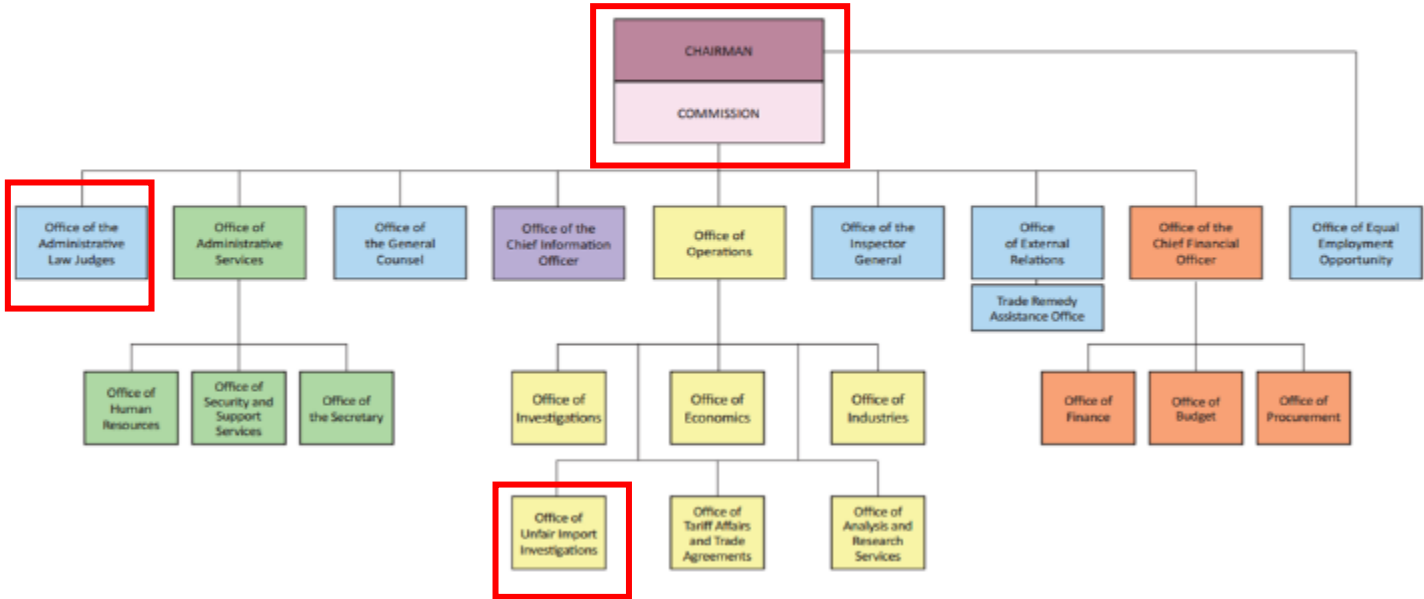 CHAIRMAN
COMMISSION
Office of the
Administrative
Law Judges
Office of
Administrative
Services
Office of
the General
Counsel
Office of the
Chief Information
Officer
Office of
Operations
Office of the
Inspector
General
Office
of External
Relations
Office of the
Chief Financial
Officer
Office of Equal
Employment
Opportunity
Trade Remedy
Assistance Office
Office of
Human
Resources
Office of
Security and
Support
Services
Office of
the Secretary
Office of
Investigations
Office of
Economics
Office of
Industries
Office of
Finance
Office of
Budget
Office of
Procurement
Office of
Unfair Import
Investigations
Office of
Tariff Affairs
and Trade
Agreements
Office of
Analysis and
Research
Services